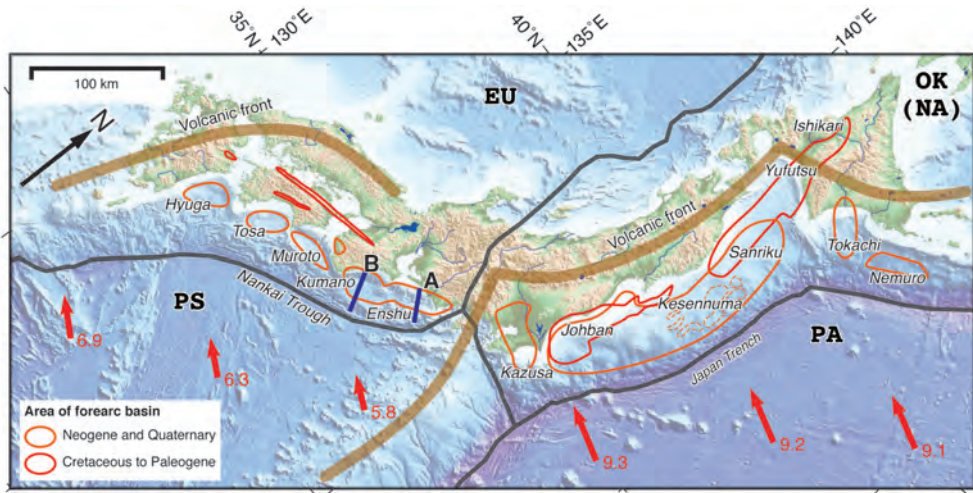 35°N
130°E
40°N
135°E
140°E
100 km
N
EU
OK
(NA)
Volcanic front
Ishikari
Yufutsu
Hyuga
Volcanic front
Tosa
Sanriku
Tokachi
Muroto
B
Nemuro
Kumano
A
PS
Nankai Trough
Enshu
Kesennuma
Johban
PA
Kazusa
Japan Trench
6.9
6.3
5.8
9.3
9.2
9.1
Area of forearc basin
Neogene and Quaternary
Cretaceous to Paleogene